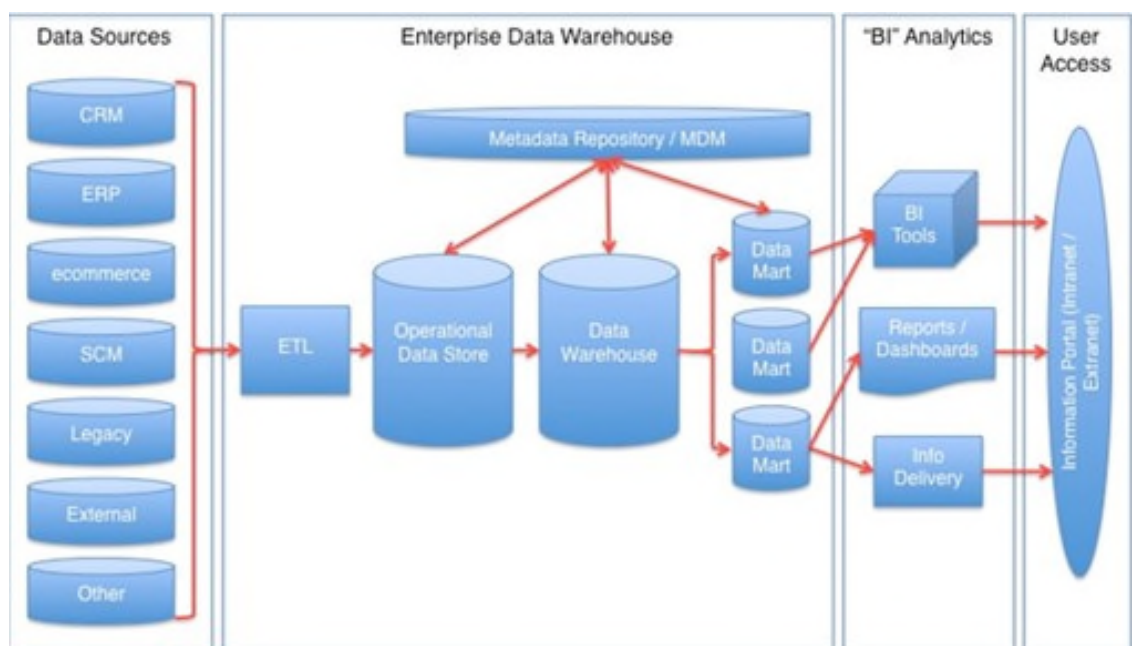 Data Sources
Enterprise Data Warehouse
“BI” Analytics
User
Access
CRM
ERP
ecommerce
SCM
Legacy
External
Other
ETL
Metadata Repository / MDM
Operational
Data Store
Data
Warehouse
Data
Mart
Data
Mart
Data
Mart
BI
Tools
Reports /
Dashboards
Info
Delivery
Information Portal (Intranet /
Extranet)